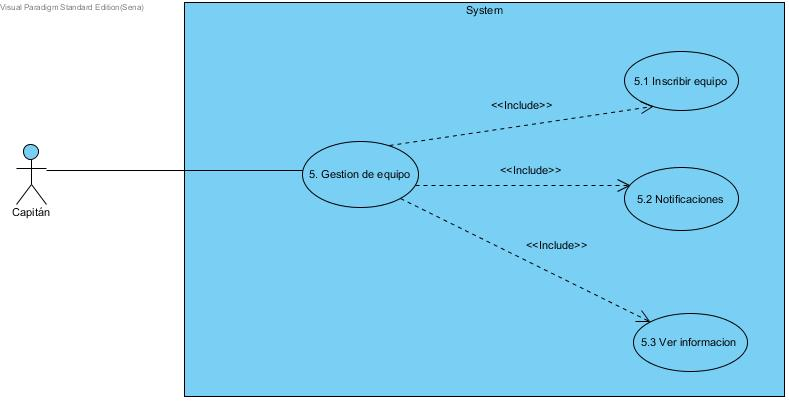 Visual Paradigm Standard Edition(Sena)
System
5.1 Inscribir equipo
<<Include>>
<<Include>>
5. Gestion de equipo
5.2 Notificaciones
Capitán
<<Include>>
5.3 Ver informacion